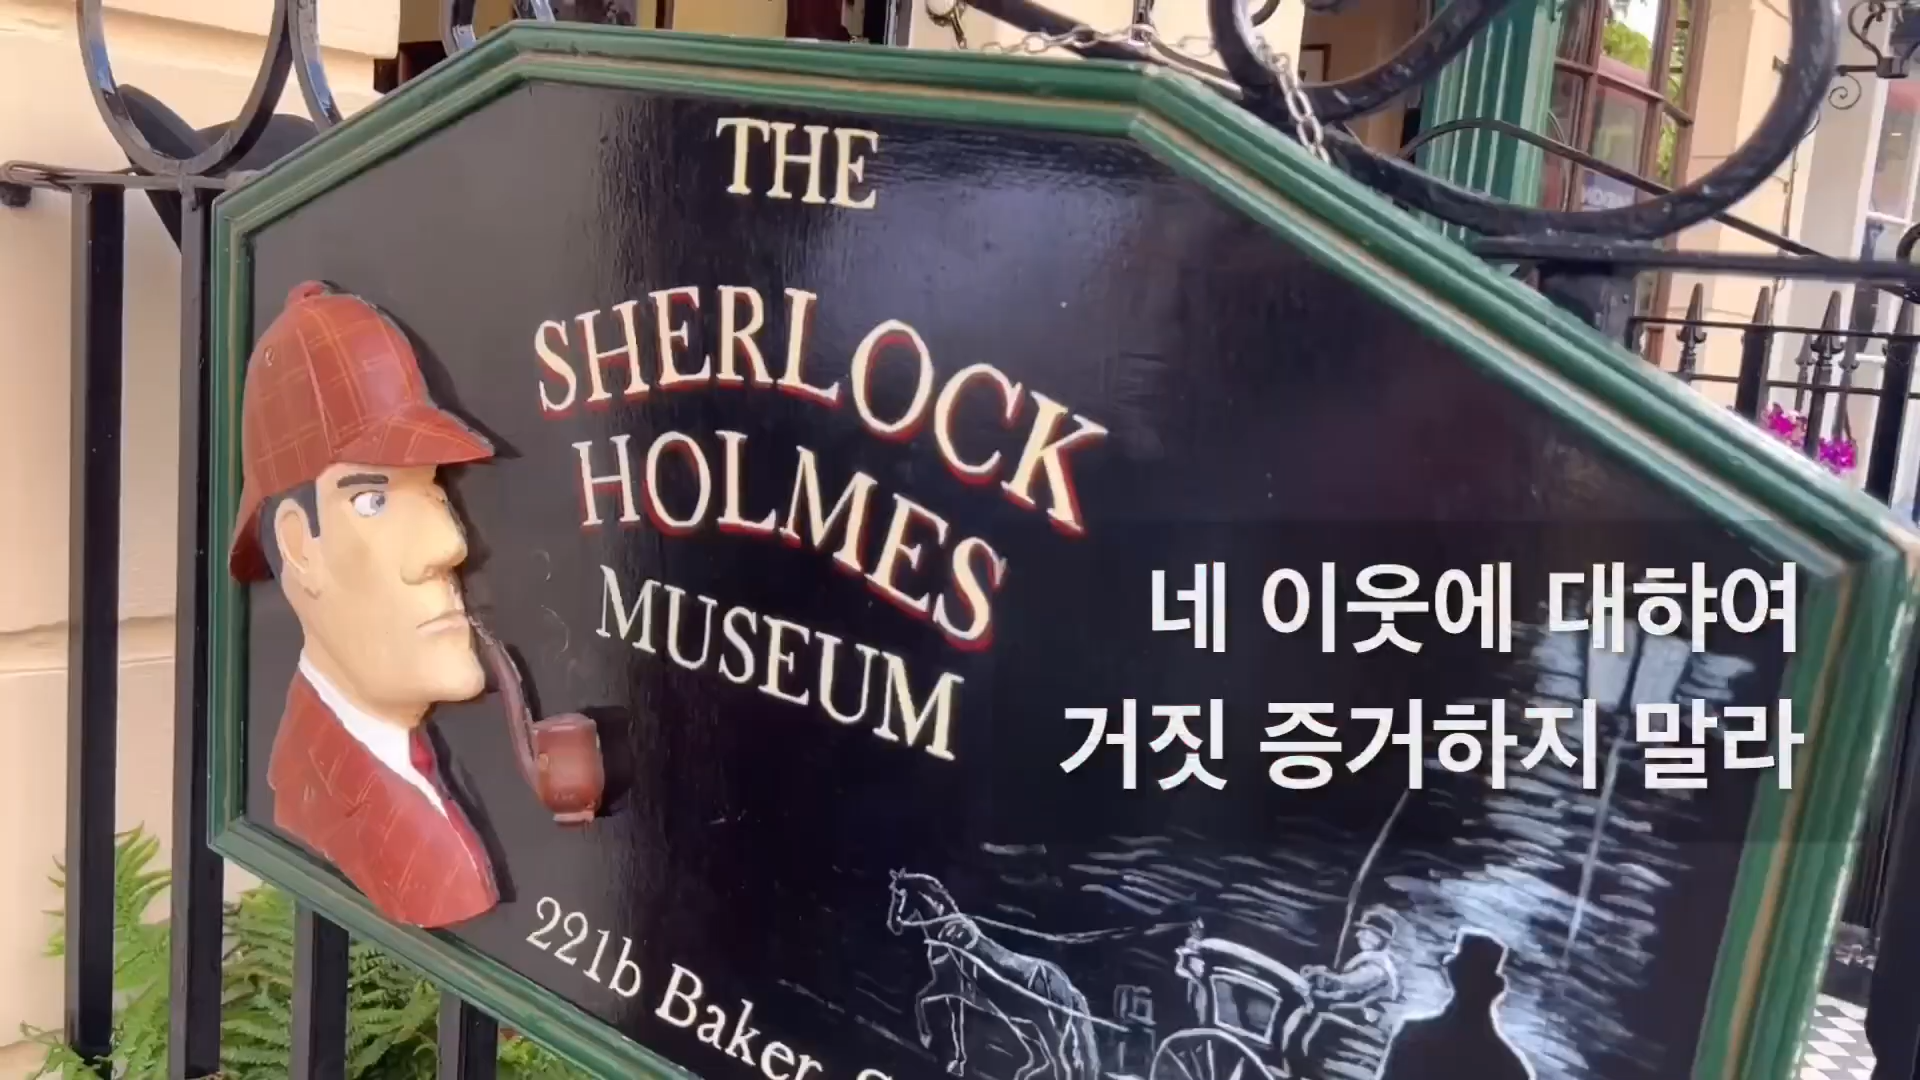 THE
SHERLOCK
HOLMES
MUSEUM
221b Baker
네 이웃에 대햐여
거짓 증거하지 말라